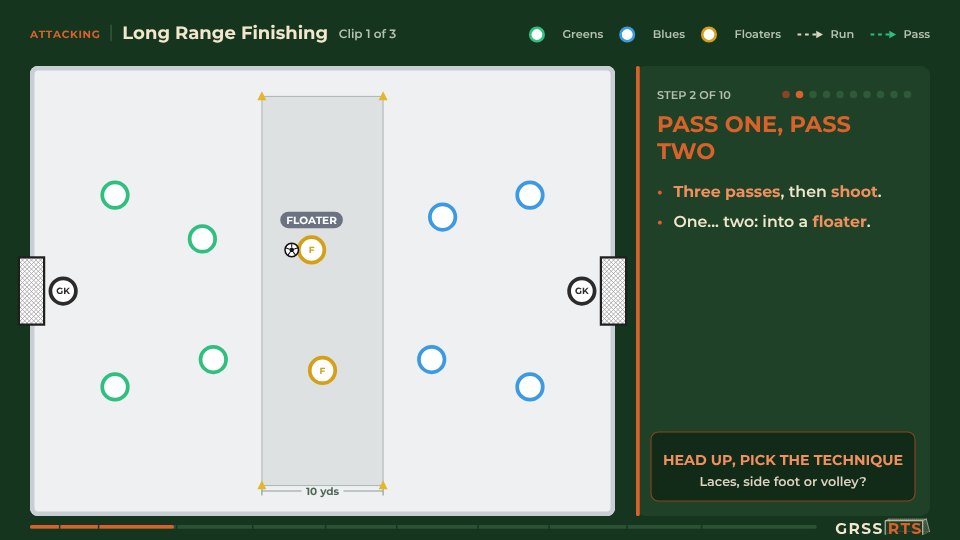 ATTACKING Long Range Finishing Clip 1 of 3
Greens Blues Floaters Run Pass
STEP 2 OF 10
PASS ONE, PASS
TWO
• Three passes, then shoot.
• One... two: into a floater.
FLOATER
F
GK
GK
F
10 yds
HEAD UP, PICK THE TECHNIQUE
Laces, side foot or volley?
GRSSRTS